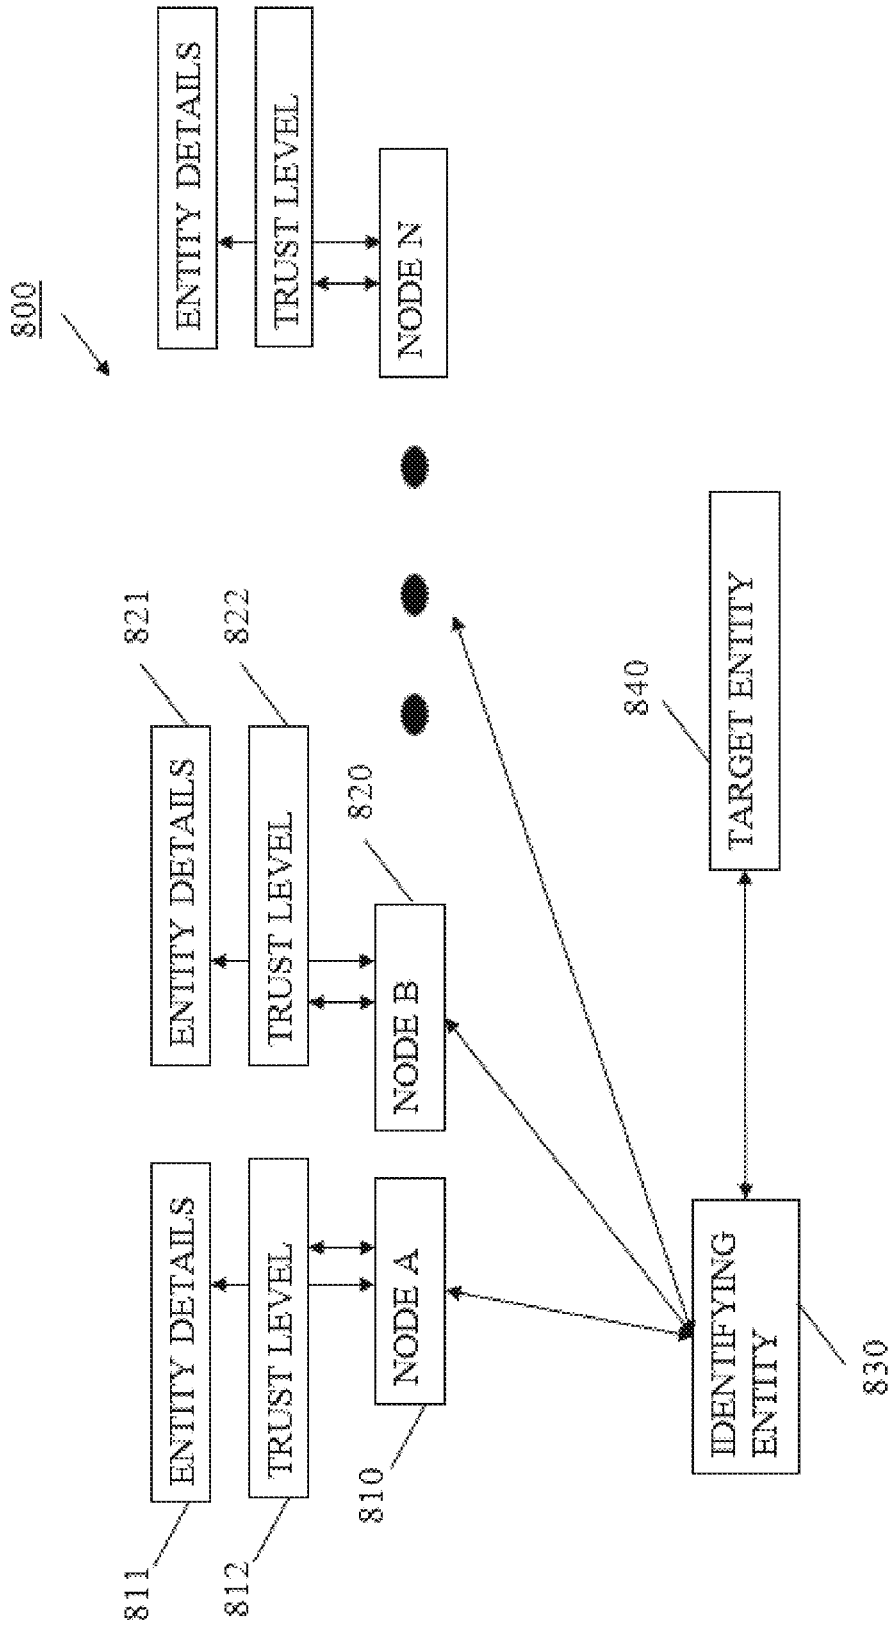 800
811
ENTITY DETAILS
821
ENTITY DETAILS
ENTITY DETAILS
812
TRUST LEVEL
822
TRUST LEVEL
TRUST LEVEL
810
NODE A
820
NODE B
NODE N
830
IDENTIFYING
ENTITY
840
TARGET ENTITY